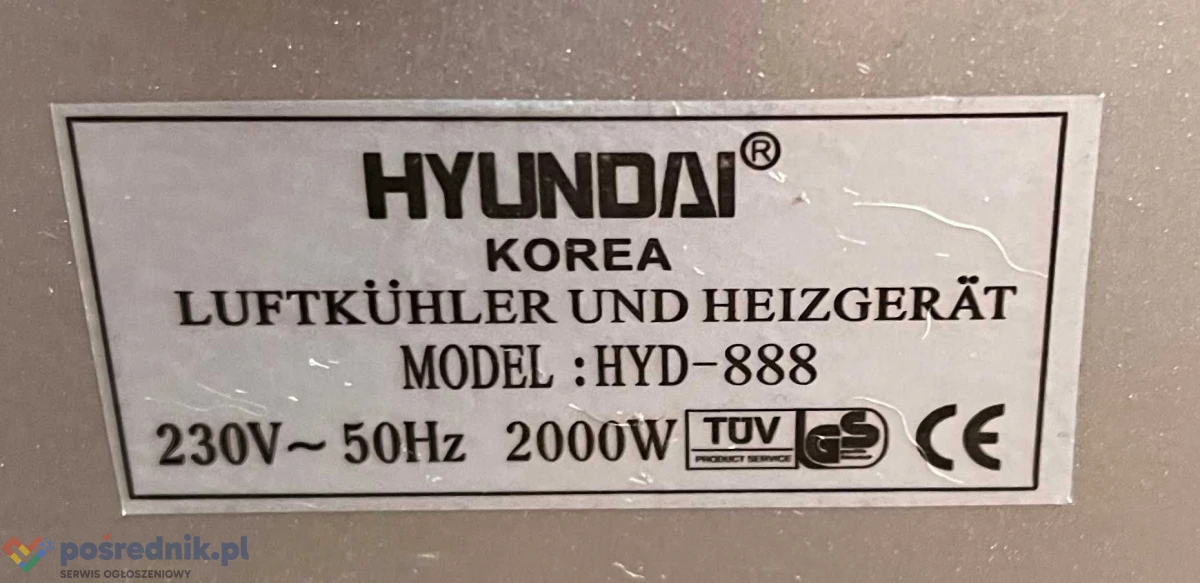 HYUNDAI®
KOREA
LUFTKÜHLER UND HEIZGERÄT
MODEL :HYD-888
230V~ 50Hz 2000W TÜV PRODUCT SERVICE GS CE
pośrednik.pl
SERWIS OGŁOSZENIOWY